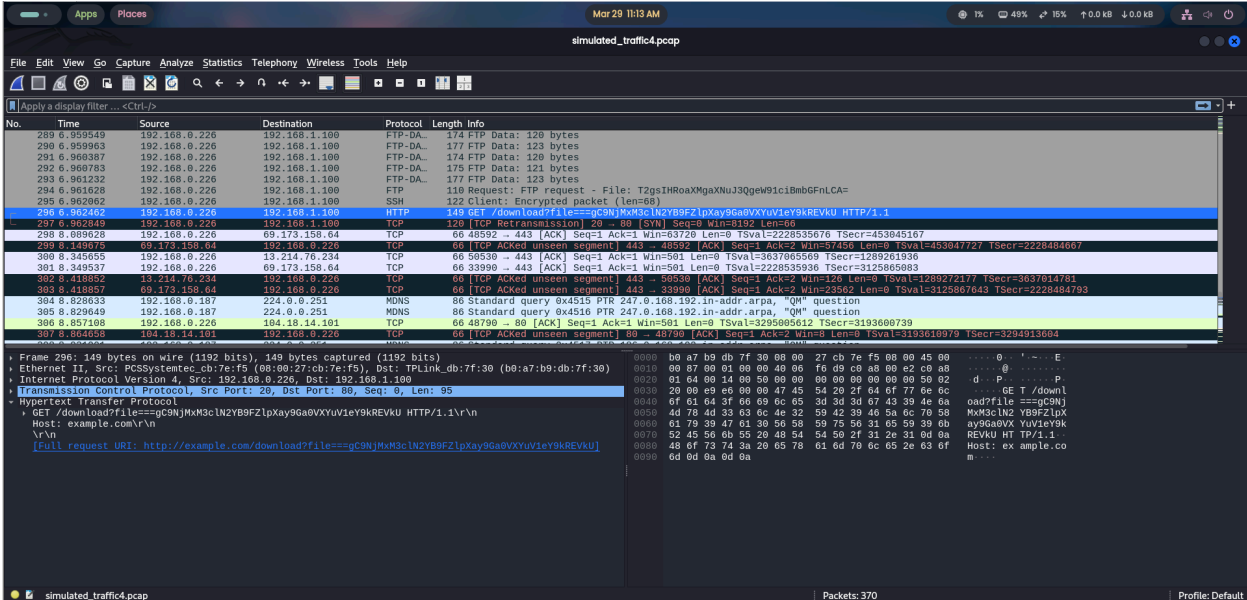 Apps Places Mar 29 11:13 AM 1% 49% 15% ↑0.0 kB ↓0.0 kB
simulated_traffic4.pcap
File Edit View Go Capture Analyze Statistics Telephony Wireless Tools Help
Apply a display filter ... <Ctrl-/>
No. Time Source Destination Protocol Length Info
289 6.959549 192.168.0.226 192.168.1.100 FTP-DA… 174 FTP Data: 120 bytes
290 6.959963 192.168.0.226 192.168.1.100 FTP-DA… 177 FTP Data: 123 bytes
291 6.960387 192.168.0.226 192.168.1.100 FTP-DA… 174 FTP Data: 120 bytes
292 6.960783 192.168.0.226 192.168.1.100 FTP-DA… 175 FTP Data: 121 bytes
293 6.961232 192.168.0.226 192.168.1.100 FTP-DA… 177 FTP Data: 123 bytes
294 6.961628 192.168.0.226 192.168.1.100 FTP 110 Request: FTP request - File: T2gsIHRoaXMgaXNuJ3QgeW91ciBmbGFnLCA=
295 6.962062 192.168.0.226 192.168.1.100 SSH 122 Client: Encrypted packet (len=68)
296 6.962462 192.168.0.226 192.168.1.100 HTTP 149 GET /download?file===gC9NjMxM3clN2YB9FZlpXay9Ga0VXYuV1eY9kREVkU HTTP/1.1
297 6.962849 192.168.0.226 192.168.1.100 TCP 120 [TCP Retransmission] 20 → 80 [SYN] Seq=0 Win=8192 Len=66
298 8.089628 192.168.0.226 69.173.158.64 TCP 66 48592 → 443 [ACK] Seq=1 Ack=1 Win=63720 Len=0 TSval=2228535676 TSecr=453045167
299 8.149675 69.173.158.64 192.168.0.226 TCP 66 [TCP ACKed unseen segment] 443 → 48592 [ACK] Seq=1 Ack=2 Win=57456 Len=0 TSval=453047727 TSecr=2228484667
300 8.345655 192.168.0.226 13.214.76.234 TCP 66 50530 → 443 [ACK] Seq=1 Ack=1 Win=501 Len=0 TSval=3637065569 TSecr=1289261936
301 8.349537 192.168.0.226 69.173.158.64 TCP 66 33990 → 443 [ACK] Seq=1 Ack=1 Win=501 Len=0 TSval=2228535936 TSecr=3125865083
302 8.418852 13.214.76.234 192.168.0.226 TCP 66 [TCP ACKed unseen segment] 443 → 50530 [ACK] Seq=1 Ack=2 Win=126 Len=0 TSval=1289272177 TSecr=3637014781
303 8.418857 69.173.158.64 192.168.0.226 TCP 66 [TCP ACKed unseen segment] 443 → 33990 [ACK] Seq=1 Ack=2 Win=23562 Len=0 TSval=3125867643 TSecr=2228484793
304 8.828633 192.168.0.187 224.0.0.251 MDNS 86 Standard query 0x4515 PTR 247.0.168.192.in-addr.arpa, "QM" question
305 8.829649 192.168.0.187 224.0.0.251 MDNS 86 Standard query 0x4516 PTR 247.0.168.192.in-addr.arpa, "QM" question
306 8.857108 192.168.0.226 104.18.14.101 TCP 66 48790 → 80 [ACK] Seq=1 Ack=1 Win=501 Len=0 TSval=3295005612 TSecr=3193600739
307 8.864658 104.18.14.101 192.168.0.226 TCP 66 [TCP ACKed unseen segment] 80 → 48790 [ACK] Seq=1 Ack=2 Win=8 Len=0 TSval=3193610979 TSecr=3294913604
Frame 296: 149 bytes on wire (1192 bits), 149 bytes captured (1192 bits)
Ethernet II, Src: PCSSystemtec_cb:7e:f5 (08:00:27:cb:7e:f5), Dst: TPLink_db:7f:30 (b0:a7:b9:db:7f:30)
Internet Protocol Version 4, Src: 192.168.0.226, Dst: 192.168.1.100
Transmission Control Protocol, Src Port: 20, Dst Port: 80, Seq: 0, Len: 95
Hypertext Transfer Protocol
GET /download?file===gC9NjMxM3clN2YB9FZlpXay9Ga0VXYuV1eY9kREVkU HTTP/1.1\r\n
Host: example.com\r\n
\r\n
[Full request URI: http://example.com/download?file===gC9NjMxM3clN2YB9FZlpXay9Ga0VXYuV1eY9kREVkU]
0000 b0 a7 b9 db 7f 30 08 00 27 cb 7e f5 08 00 45 00 ·····0·· '·~···E·
0010 00 87 00 01 00 00 40 06 f6 d9 c0 a8 00 e2 c0 a8 ······@· ········
0020 01 64 00 14 00 50 00 00 00 00 00 00 00 00 50 02 ·d···P·· ······P·
0030 20 00 e9 e6 00 00 47 45 54 20 2f 64 6f 77 6e 6c  ·····GE T /downl
0040 6f 61 64 3f 66 69 6c 65 3d 3d 3d 67 43 39 4e 6a oad?file ===gC9Nj
0050 4d 78 4d 33 63 6c 4e 32 59 42 39 46 5a 6c 70 58 MxM3clN2 YB9FZlpX
0060 61 79 39 47 61 30 56 58 59 75 56 31 65 59 39 6b ay9Ga0VX YuV1eY9k
0070 52 45 56 6b 55 20 48 54 54 50 2f 31 2e 31 0d 0a REVkU HT TP/1.1··
0080 48 6f 73 74 3a 20 65 78 61 6d 70 6c 65 2e 63 6f Host: ex ample.co
0090 6d 0d 0a 0d 0a m····
simulated_traffic4.pcap Packets: 370 Profile: Default